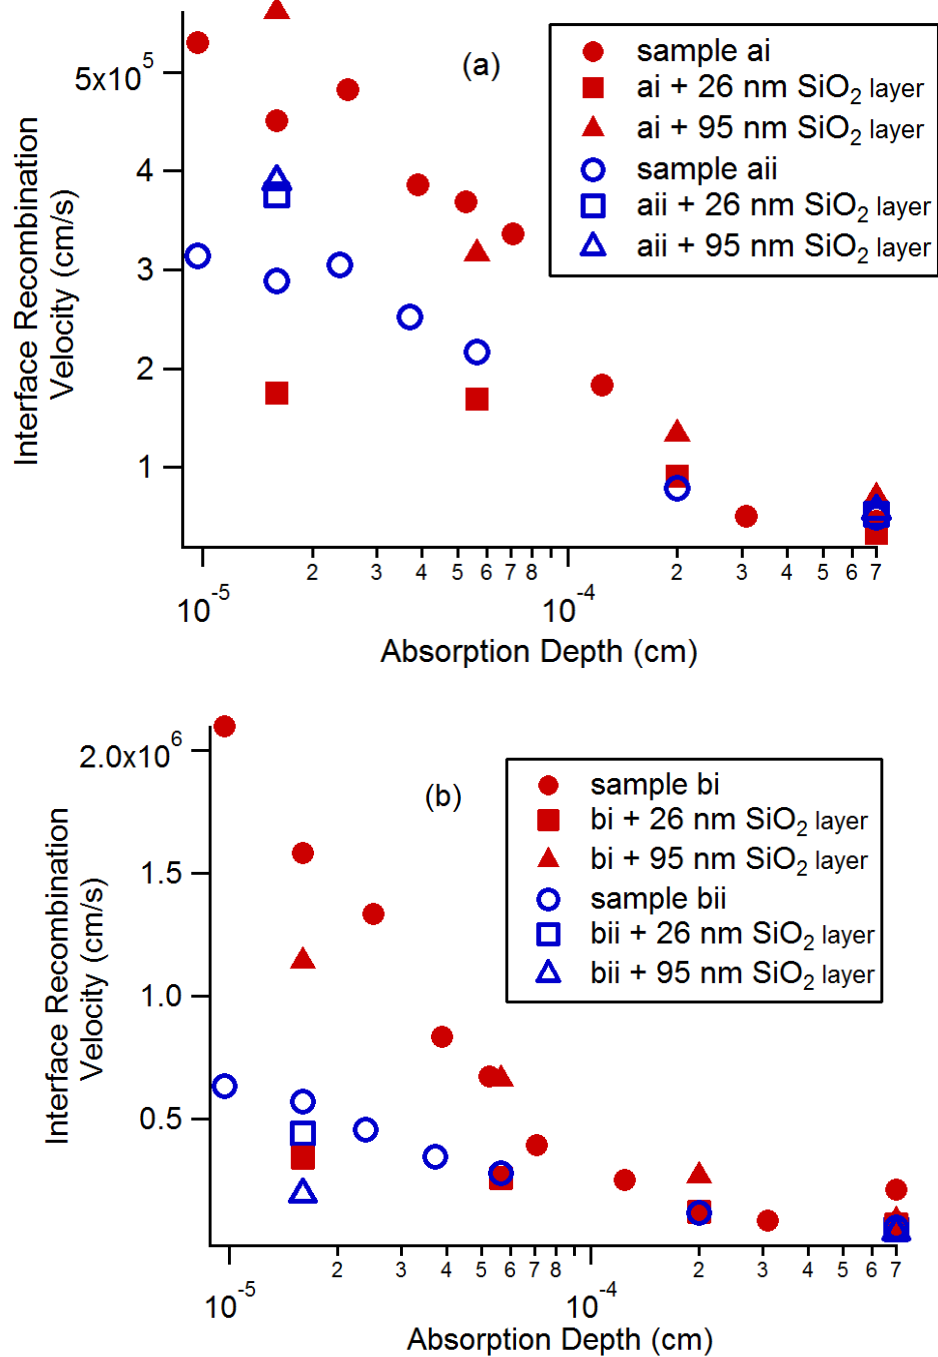 (a)
sample ai
ai + 26 nm SiO₂ layer
ai + 95 nm SiO₂ layer
sample aii
aii + 26 nm SiO₂ layer
aii + 95 nm SiO₂ layer
Interface Recombination
Velocity (cm/s)
5x10⁵
4
3
2
1
10⁻⁵ 2 3 4 5 6 7 8 10⁻⁴ 2 3 4 5 6 7
Absorption Depth (cm)
(b)
sample bi
bi + 26 nm SiO₂ layer
bi + 95 nm SiO₂ layer
sample bii
bii + 26 nm SiO₂ layer
bii + 95 nm SiO₂ layer
Interface Recombination
Velocity (cm/s)
2.0x10⁶
1.5
1.0
0.5
10⁻⁵ 2 3 4 5 6 7 8 10⁻⁴ 2 3 4 5 6 7
Absorption Depth (cm)